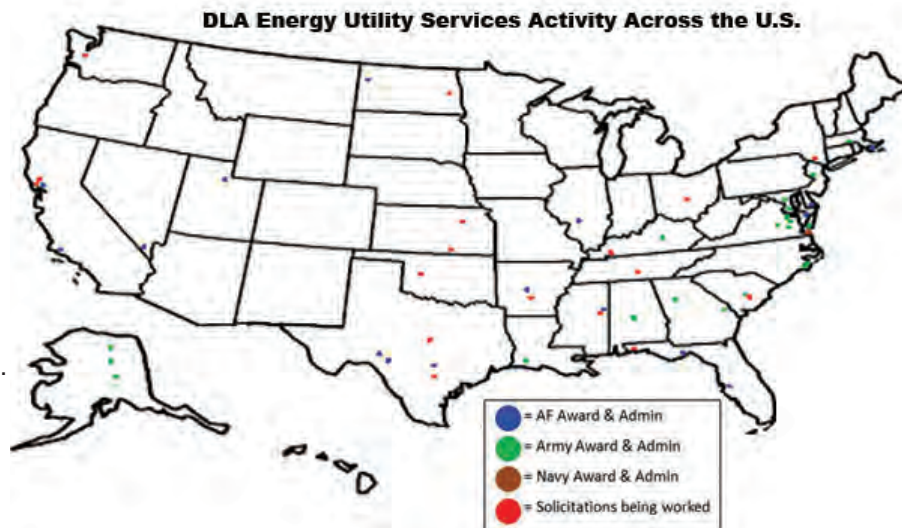 DLA Energy Utility Services Activity Across the U.S.
= AF Award & Admin
= Army Award & Admin
= Navy Award & Admin
= Solicitations being worked